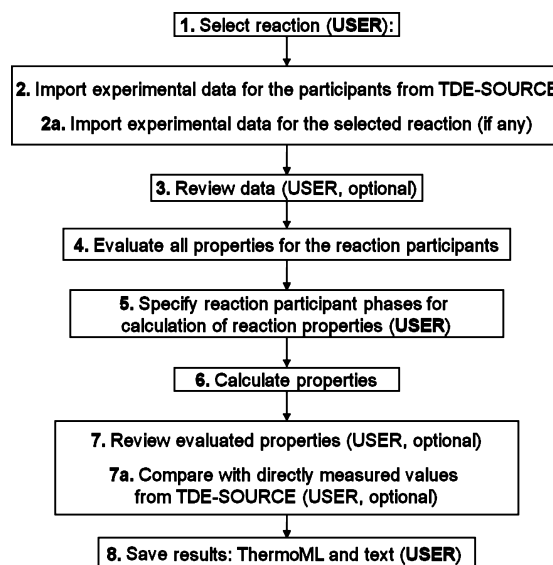 1. Select reaction (USER):
2. Import experimental data for the participants from TDE-SOURCE
2a. Import experimental data for the selected reaction (if any)
3. Review data (USER, optional)
4. Evaluate all properties for the reaction participants
5. Specify reaction participant phases for
calculation of reaction properties (USER)
6. Calculate properties
7. Review evaluated properties (USER, optional)
7a. Compare with directly measured values
from TDE-SOURCE (USER, optional)
8. Save results: ThermoML and text (USER)